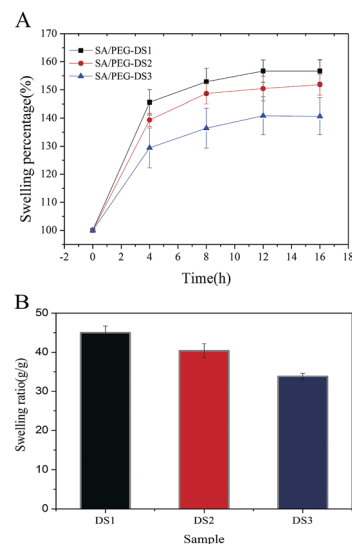 A
SA/PEG-DS1
SA/PEG-DS2
SA/PEG-DS3
Swelling percentage(%)
170
160
150
140
130
120
110
100
90
-2 0 2 4 6 8 10 12 14 16 18
Time(h)
B
Swelling ratio(g/g)
50
40
30
20
10
0
DS1 DS2 DS3
Sample